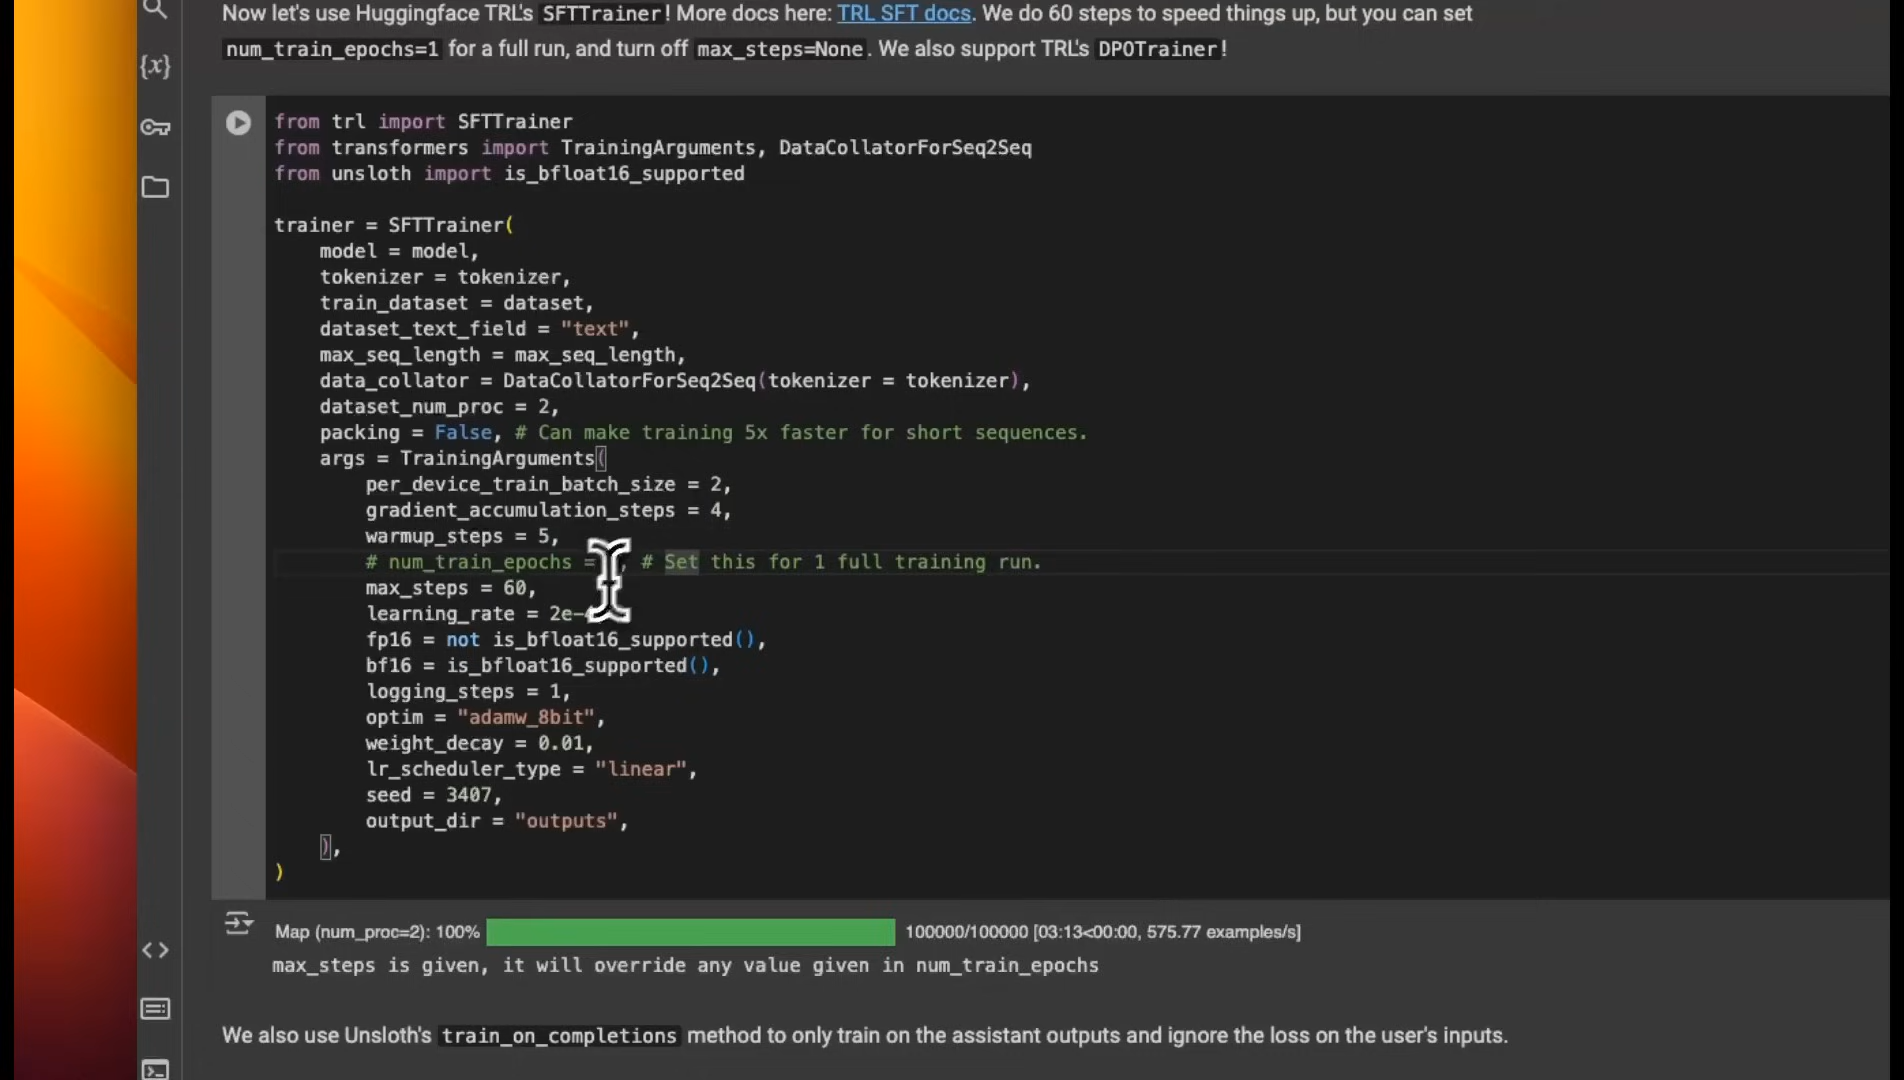 Now let's use Huggingface TRL's SFTTrainer! More docs here: TRL SFT docs. We do 60 steps to speed things up, but you can set
num_train_epochs=1 for a full run, and turn off max_steps=None. We also support TRL's DPOTrainer!
{x}
from trl import SFTTrainer
from transformers import TrainingArguments, DataCollatorForSeq2Seq
from unsloth import is_bfloat16_supported
trainer = SFTTrainer(
model = model,
tokenizer = tokenizer,
train_dataset = dataset,
dataset_text_field = "text",
max_seq_length = max_seq_length,
data_collator = DataCollatorForSeq2Seq(tokenizer = tokenizer),
dataset_num_proc = 2,
packing = False, # Can make training 5x faster for short sequences.
args = TrainingArguments(
per_device_train_batch_size = 2,
gradient_accumulation_steps = 4,
warmup_steps = 5,
# num_train_epochs = , # Set this for 1 full training run.
max_steps = 60,
learning_rate = 2e-
fp16 = not is_bfloat16_supported(),
bf16 = is_bfloat16_supported(),
logging_steps = 1,
optim = "adamw_8bit",
weight_decay = 0.01,
lr_scheduler_type = "linear",
seed = 3407,
output_dir = "outputs",
),
)
Map (num_proc=2): 100% 100000/100000 [03:13<00:00, 575.77 examples/s]
max_steps is given, it will override any value given in num_train_epochs
We also use Unsloth's train_on_completions method to only train on the assistant outputs and ignore the loss on the user's inputs.